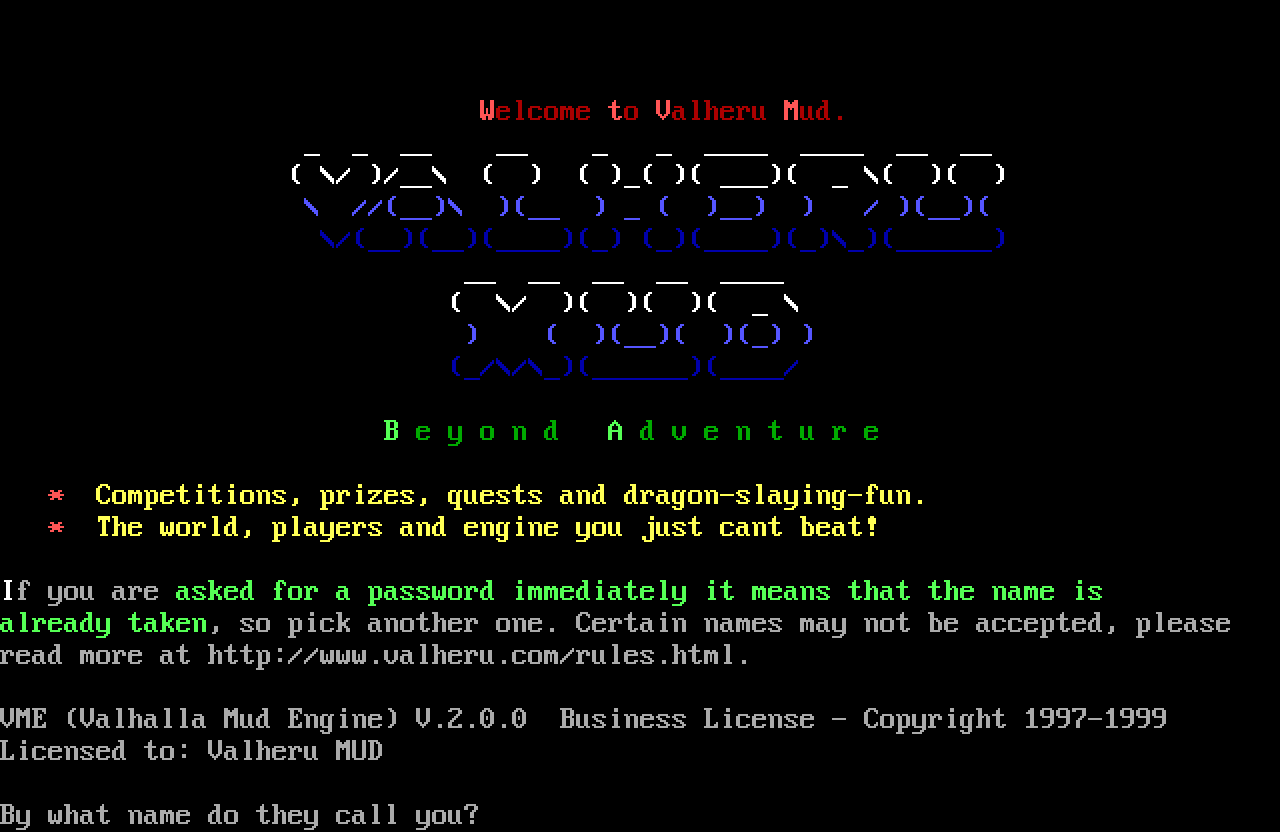 Welcome to Valheru Mud.
VALHERU
MUD
Beyond Adventure
* Competitions, prizes, quests and dragon-slaying-fun.
* The world, players and engine you just cant beat!
If you are asked for a password immediately it means that the name is
already taken, so pick another one. Certain names may not be accepted, please
read more at http://www.valheru.com/rules.html.
VME (Valhalla Mud Engine) V.2.0.0  Business License - Copyright 1997-1999
Licensed to: Valheru MUD
By what name do they call you?